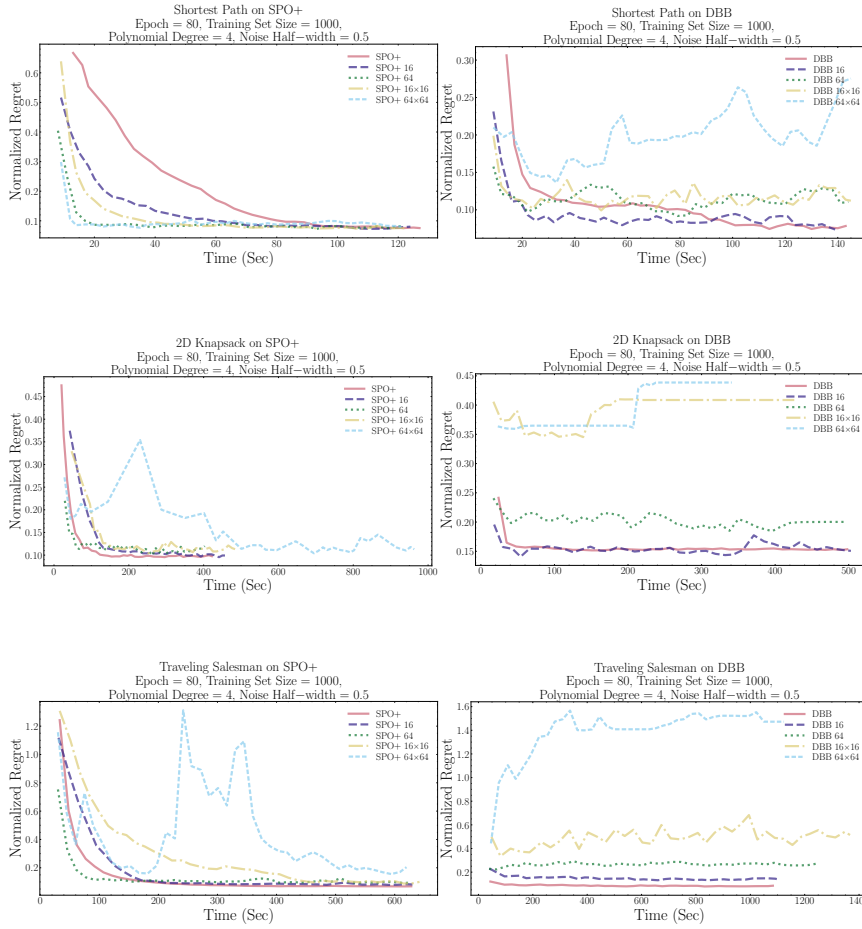 Shortest Path on SPO+
Epoch = 80, Training Set Size = 1000,
Polynomial Degree = 4, Noise Half−width = 0.5
Normalized Regret
0.6
0.5
0.4
0.3
0.2
0.1
SPO+
SPO+ 16
SPO+ 64
SPO+ 16×16
SPO+ 64×64
20
40
60
80
100
120
Time (Sec)
Shortest Path on DBB
Epoch = 80, Training Set Size = 1000,
Polynomial Degree = 4, Noise Half−width = 0.5
Normalized Regret
0.30
0.25
0.20
0.15
0.10
DBB
DBB 16
DBB 64
DBB 16×16
DBB 64×64
20
40
60
80
100
120
140
Time (Sec)
2D Knapsack on SPO+
Epoch = 80, Training Set Size = 1000,
Polynomial Degree = 4, Noise Half−width = 0.5
Normalized Regret
0.45
0.40
0.35
0.30
0.25
0.20
0.15
0.10
SPO+
SPO+ 16
SPO+ 64
SPO+ 16×16
SPO+ 64×64
0
200
400
600
800
1000
Time (Sec)
2D Knapsack on DBB
Epoch = 80, Training Set Size = 1000,
Polynomial Degree = 4, Noise Half−width = 0.5
Normalized Regret
0.45
0.40
0.35
0.30
0.25
0.20
0.15
DBB
DBB 16
DBB 64
DBB 16×16
DBB 64×64
0
100
200
300
400
500
Time (Sec)
Traveling Salesman on SPO+
Epoch = 80, Training Set Size = 1000,
Polynomial Degree = 4, Noise Half−width = 0.5
Normalized Regret
1.2
1.0
0.8
0.6
0.4
0.2
SPO+
SPO+ 16
SPO+ 64
SPO+ 16×16
SPO+ 64×64
0
100
200
300
400
500
600
Time (Sec)
Traveling Salesman on DBB
Epoch = 80, Training Set Size = 1000,
Polynomial Degree = 4, Noise Half−width = 0.5
Normalized Regret
1.6
1.4
1.2
1.0
0.8
0.6
0.4
0.2
DBB
DBB 16
DBB 64
DBB 16×16
DBB 64×64
0
200
400
600
800
1000
1200
Time (Sec)